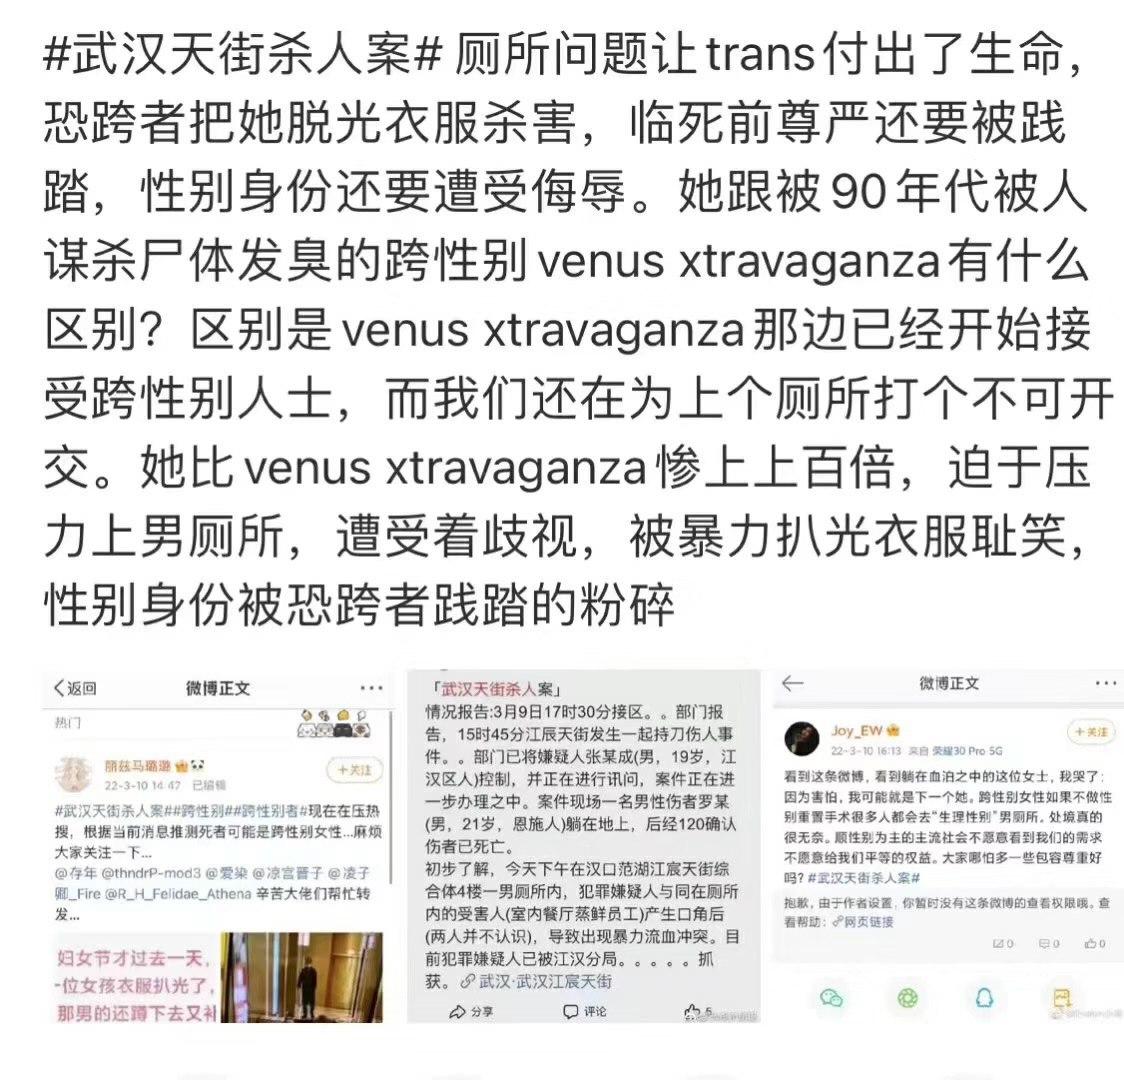 #武汉天街杀人案# 厕所问题让trans付出了生命，
恐跨者把她脱光衣服杀害，临死前尊严还要被践
踏，性别身份还要遭受侮辱。她跟被90年代被人
谋杀尸体发臭的跨性别venus xtravaganza有什么
区别？区别是venus xtravaganza那边已经开始接
受跨性别人士，而我们还在为上个厕所打个不可开
交。她比venus xtravaganza惨上上百倍，迫于压
力上男厕所，遭受着歧视，被暴力扒光衣服耻笑，
性别身份被恐跨者践踏的粉碎
返回
微博正文
热门
丽兹马璐璐
+关注
22-3-10 14:47 已编辑
#武汉天街杀人案##跨性别##跨性别者#现在在压热
搜，根据当前消息推测死者可能是跨性别女性...麻烦
大家关注一下...
@存年 @thndrP-mod3 @爱染 @凉宫晋子 @凌子
卿_Fire @R_H_Felidae_Athena 辛苦大佬们帮忙转
发...
妇女节才过去一天，
一位女孩衣服扒光了，
那男的还蹲下去又补
「武汉天街杀人案」
情况报告:3月9日17时30分接区。。部门报
告，15时45分江辰天街发生一起持刀伤人事
件。。部门已将嫌疑人张某成(男，19岁，江
汉区人)控制，并正在进行讯问，案件正在进
一步办理之中。案件现场一名男性伤者罗某
(男，21岁，恩施人)躺在地上，后经120确认
伤者已死亡。
初步了解，今天下午在汉口范湖江宸天街综
合体4楼一男厕所内，犯罪嫌疑人与同在厕所
内的受害人(室内餐厅蒸鲜员工)产生口角后
(两人并不认识)，导致出现暴力流血冲突。目
前犯罪嫌疑人已被江汉分局。。。。。抓
获。武汉·武汉江宸天街
分享
评论
5
微博正文
Joy_EW
+关注
22-3-10 16:13 来自 荣耀30 Pro 5G
看到这条微博，看到躺在血泊之中的这位女士，我哭了；
因为害怕，我可能就是下一个她。跨性别女性如果不做性
别重置手术很多人都会去“生理性别”男厕所，处境真的
很无奈。顺性别为主的主流社会不愿意看到我们的需求
不愿意给我们平等的权益。大家哪怕多一些包容尊重好
吗？#武汉天街杀人案#
抱歉，由于作者设置，你暂时没有这条微博的查看权限哦。查
看帮助：网页链接
0
0
0